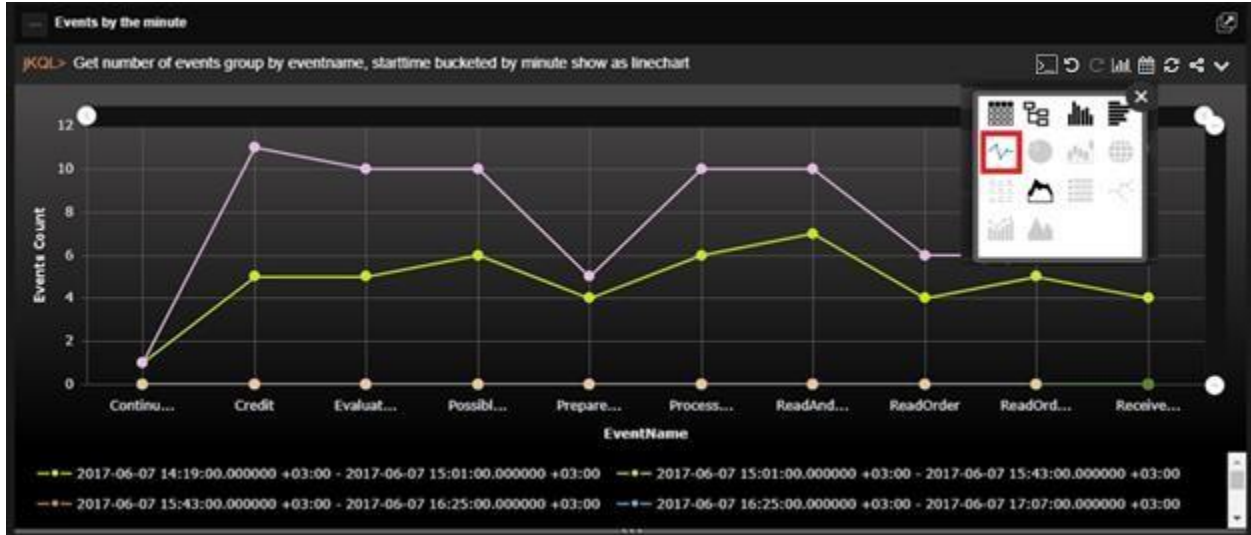 Events by the minute
jKQL> Get number of events group by eventname, starttime bucketed by minute show as linechart
12
10
8
6
4
2
0
Events Count
Continu... Credit Evaluat... Possibl... Prepare... Process... ReadAnd... ReadOrder ReadOrd... Receive...
EventName
2017-06-07 14:19:00.000000 +03:00 - 2017-06-07 15:01:00.000000 +03:00 2017-06-07 15:01:00.000000 +03:00 - 2017-06-07 15:43:00.000000 +03:00
2017-06-07 15:43:00.000000 +03:00 - 2017-06-07 16:25:00.000000 +03:00 2017-06-07 16:25:00.000000 +03:00 - 2017-06-07 17:07:00.000000 +03:00